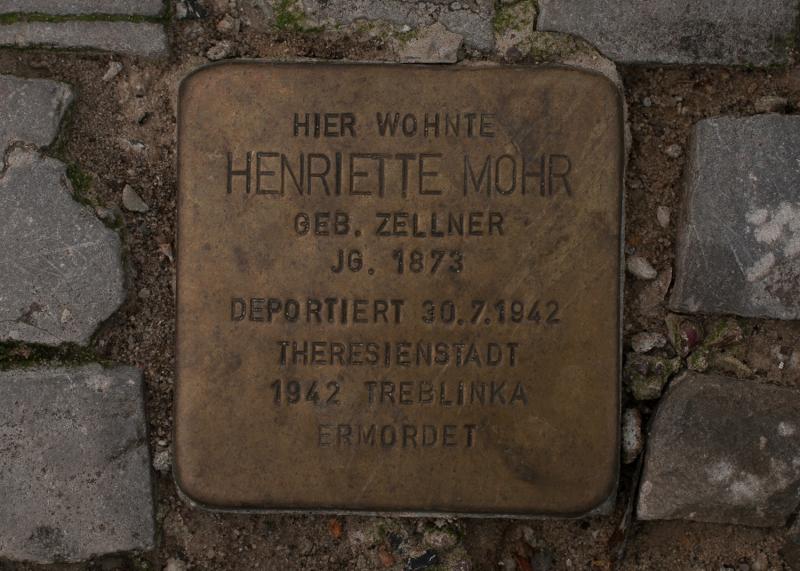 HIER WOHNTE
HENRIETTE MOHR
GEB. ZELLNER
JG. 1873
DEPORTIERT 30.7.1942
THERESIENSTADT
1942 TREBLINKA
ERMORDET